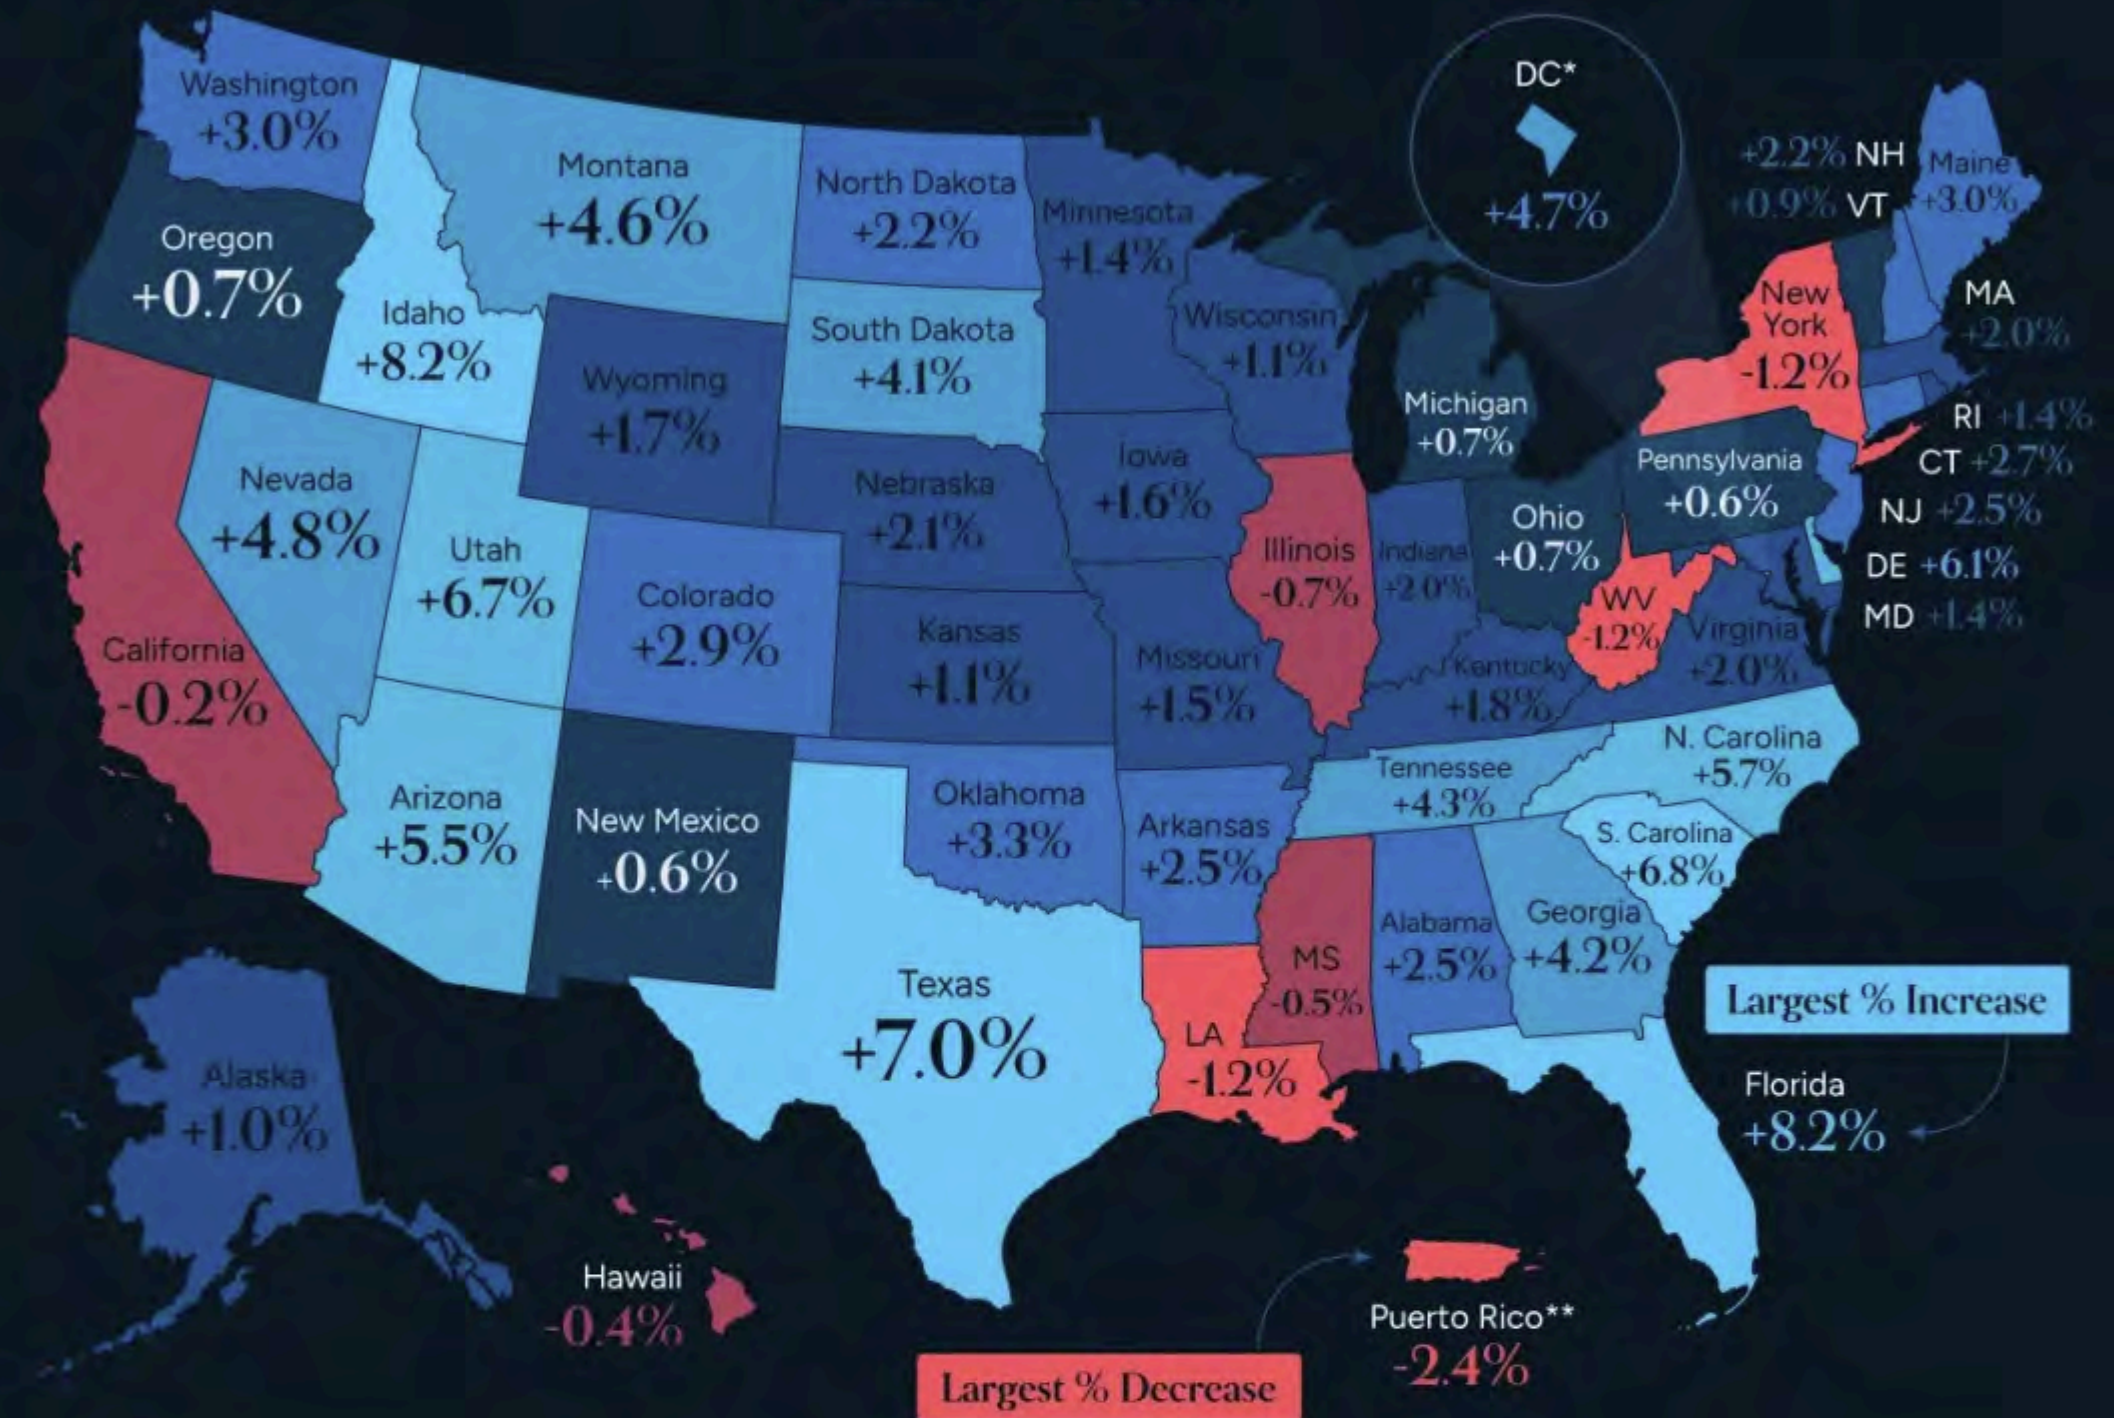 Washington
+3.0%
Oregon
+0.7%
California
-0.2%
Idaho
+8.2%
Nevada
+4.8%
Montana
+4.6%
Wyoming
+1.7%
Utah
+6.7%
Colorado
+2.9%
Arizona
+5.5%
New Mexico
+0.6%
North Dakota
+2.2%
South Dakota
+4.1%
Nebraska
+2.1%
Kansas
+1.1%
Oklahoma
+3.3%
Texas
+7.0%
Minnesota
+1.4%
Iowa
+1.6%
Missouri
+1.5%
Arkansas
+2.5%
LA
-1.2%
Wisconsin
+1.1%
Illinois
-0.7%
Michigan
+0.7%
Indiana
+2.0%
Ohio
+0.7%
Kentucky
+1.8%
Tennessee
+4.3%
MS
-0.5%
Alabama
+2.5%
Georgia
+4.2%
S. Carolina
+6.8%
N. Carolina
+5.7%
Virginia
+2.0%
WV
-1.2%
Pennsylvania
+0.6%
New
York
-1.2%
DC*
+4.7%
+2.2% NH
+0.9% VT
Maine
+3.0%
MA
+2.0%
RI +1.4%
CT +2.7%
NJ +2.5%
DE +6.1%
MD +1.4%
Largest % Increase
Florida
+8.2%
Alaska
+1.0%
Hawaii
-0.4%
Puerto Rico**
-2.4%
Largest % Decrease